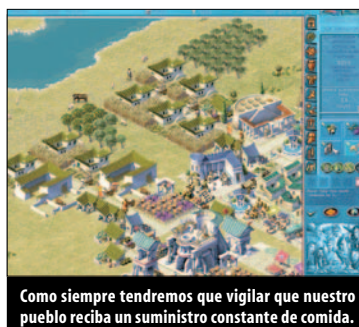 Como siempre tendremos que vigilar que nuestro
pueblo reciba un suministro constante de comida.